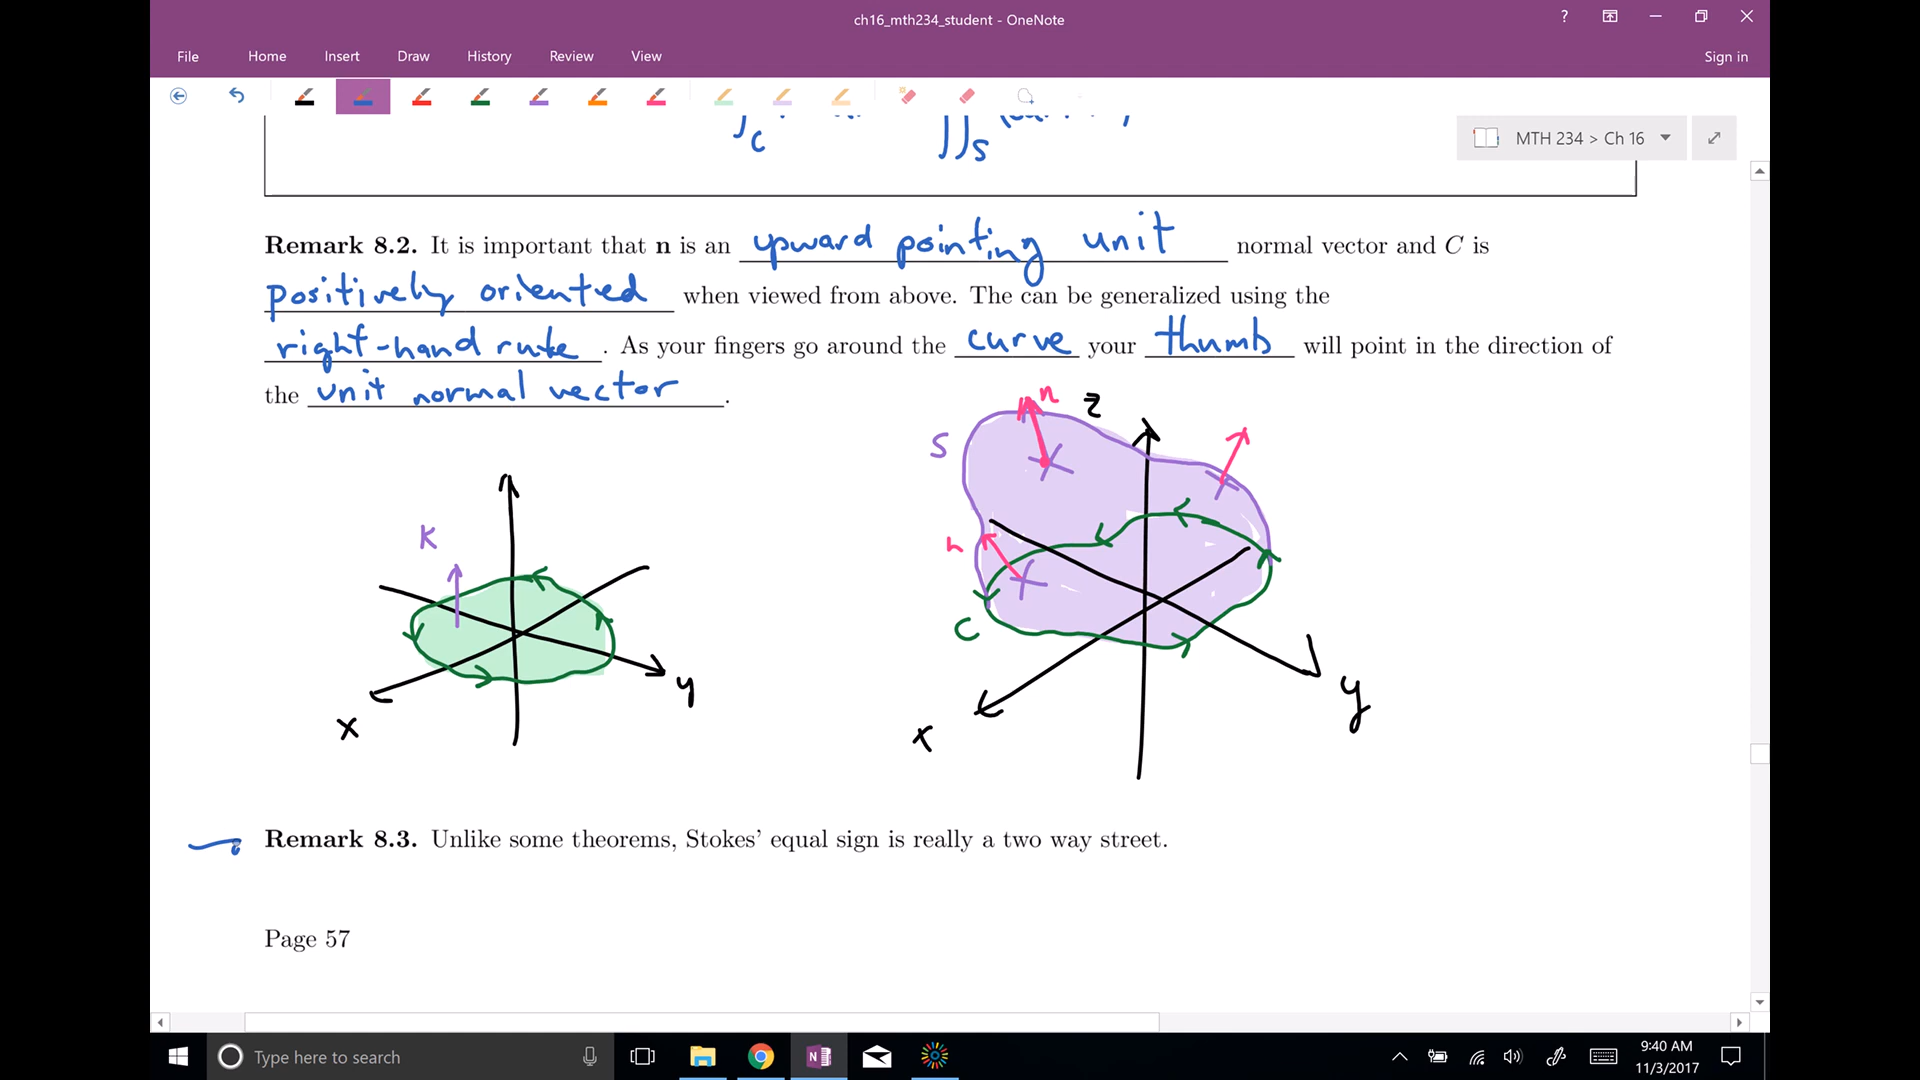 ch16_mth234_student - OneNote
?
File Home Insert Draw History Review View Sign in
MTH 234 > Ch 16
C S
Remark 8.2. It is important that n is an upward pointing unit normal vector and C is
positively oriented when viewed from above. The can be generalized using the
right-hand rule. As your fingers go around the curve your thumb will point in the direction of
the unit normal vector.
n z
S
K
n
C
x y
x y
Remark 8.3. Unlike some theorems, Stokes' equal sign is really a two way street.
Page 57
Type here to search
9:40 AM
11/3/2017